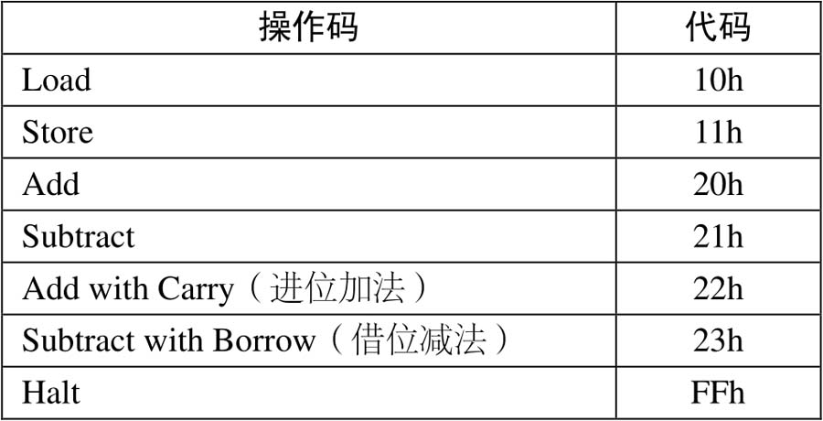 操作码 代码
Load 10h
Store 11h
Add 20h
Subtract 21h
Add with Carry（进位加法） 22h
Subtract with Borrow（借位减法） 23h
Halt FFh